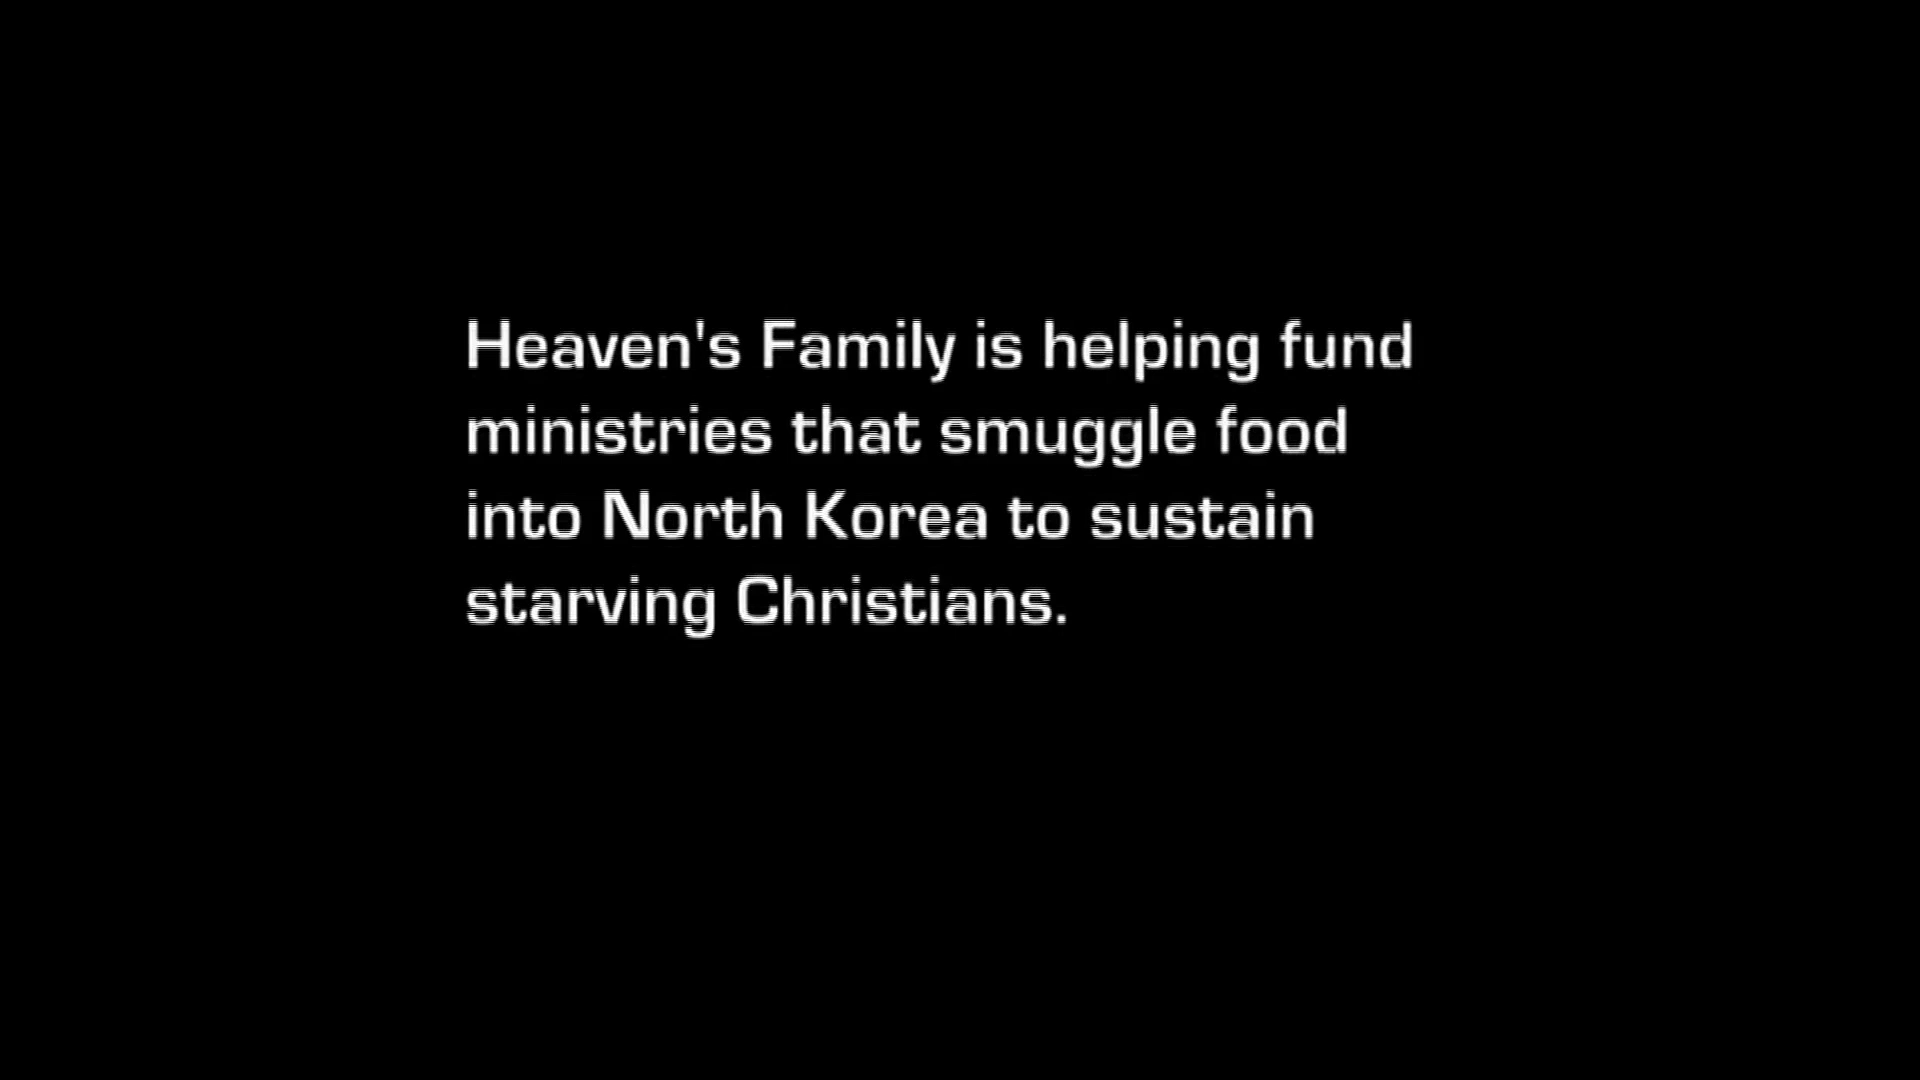 Heaven's Family is helping fund
ministries that smuggle food
into North Korea to sustain
starving Christians.